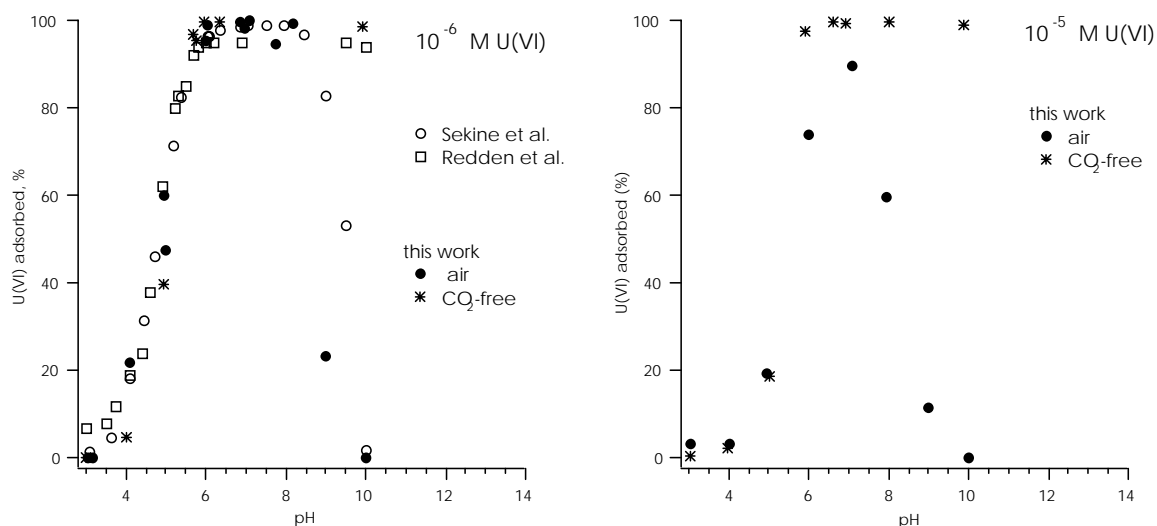 10-6 M U(VI)
100
80
60
40
20
0
U(VI) adsorbed, %
Sekine et al.
Redden et al.
this work
air
CO2-free
4 6 8 10 12 14
pH
10-5 M U(VI)
100
80
60
40
20
0
U(VI) adsorbed (%)
this work
air
CO2-free
4 6 8 10 12 14
pH